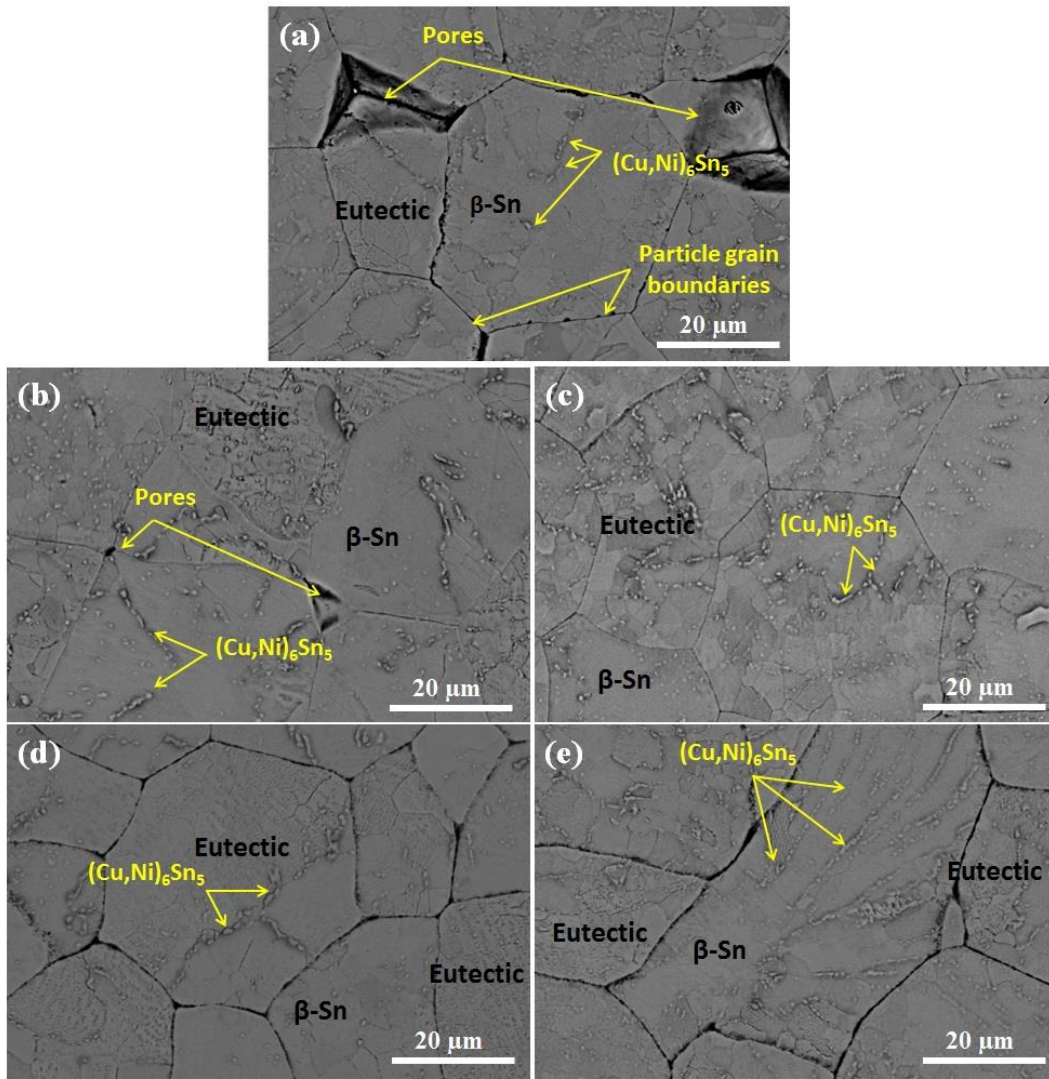 (a)
Pores
(Cu,Ni)₆Sn₅
Eutectic
β-Sn
Particle grain
boundaries
20 µm
(b)
Eutectic
Pores
β-Sn
(Cu,Ni)₆Sn₅
20 µm
(c)
Eutectic
(Cu,Ni)₆Sn₅
β-Sn
20 µm
(d)
Eutectic
(Cu,Ni)₆Sn₅
Eutectic
β-Sn
20 µm
(e)
(Cu,Ni)₆Sn₅
Eutectic
Eutectic
β-Sn
20 µm